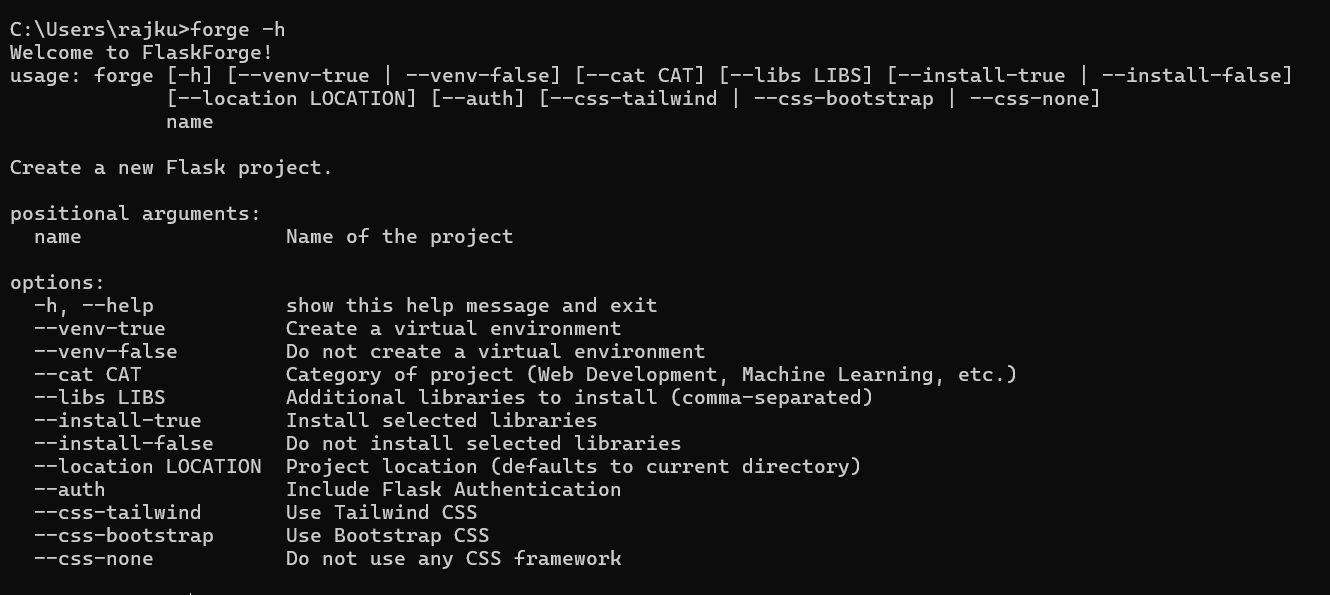 C:\Users\rajku>forge -h
Welcome to FlaskForge!
usage: forge [-h] [--venv-true | --venv-false] [--cat CAT] [--libs LIBS] [--install-true | --install-false]
[--location LOCATION] [--auth] [--css-tailwind | --css-bootstrap | --css-none]
name
Create a new Flask project.
positional arguments:
name Name of the project
options:
-h, --help show this help message and exit
--venv-true Create a virtual environment
--venv-false Do not create a virtual environment
--cat CAT Category of project (Web Development, Machine Learning, etc.)
--libs LIBS Additional libraries to install (comma-separated)
--install-true Install selected libraries
--install-false Do not install selected libraries
--location LOCATION Project location (defaults to current directory)
--auth Include Flask Authentication
--css-tailwind Use Tailwind CSS
--css-bootstrap Use Bootstrap CSS
--css-none Do not use any CSS framework